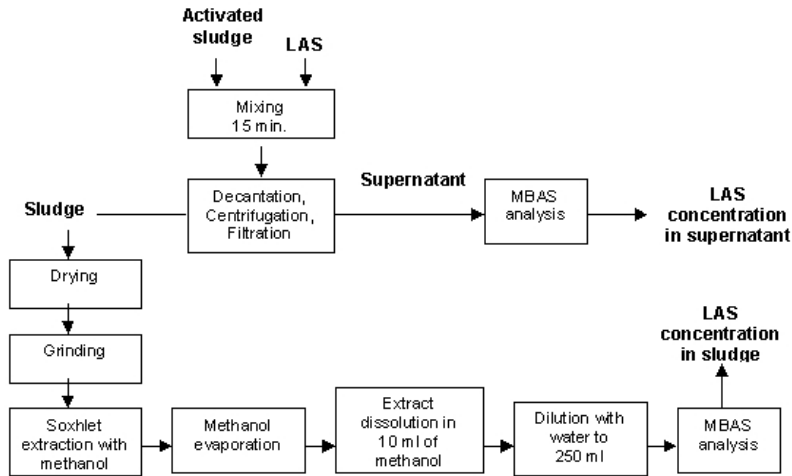 Activated
sludge
LAS
Mixing
15 min.
Decantation,
Centrifugation,
Filtration
Supernatant
MBAS
analysis
LAS
concentration
in supernatant
Sludge
Drying
Grinding
Soxhlet
extraction with
methanol
Methanol
evaporation
Extract
dissolution in
10 ml of
methanol
Dilution with
water to
250 ml
MBAS
analysis
LAS
concentration
in sludge